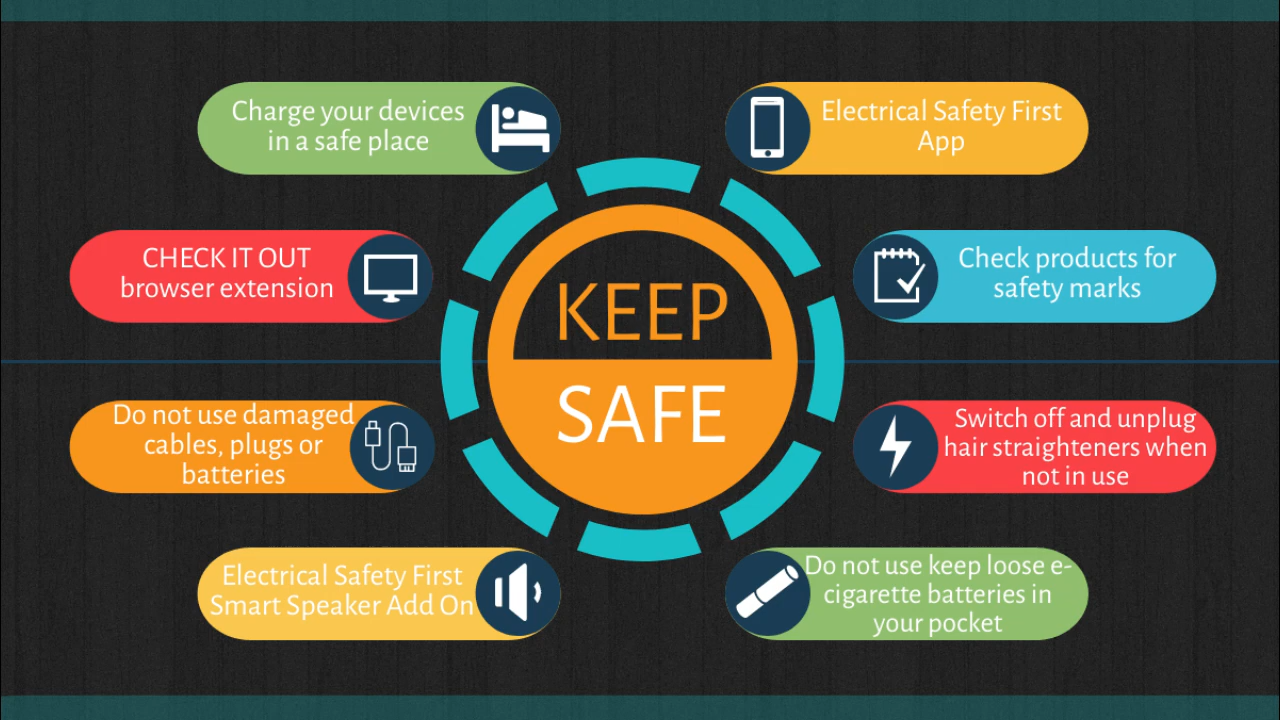 Charge your devices
in a safe place
Electrical Safety First
App
CHECK IT OUT
browser extension
Check products for
safety marks
KEEP
SAFE
Do not use damaged
cables, plugs or
batteries
Switch off and unplug
hair straighteners when
not in use
Electrical Safety First
Smart Speaker Add On
Do not use keep loose e-
cigarette batteries in
your pocket